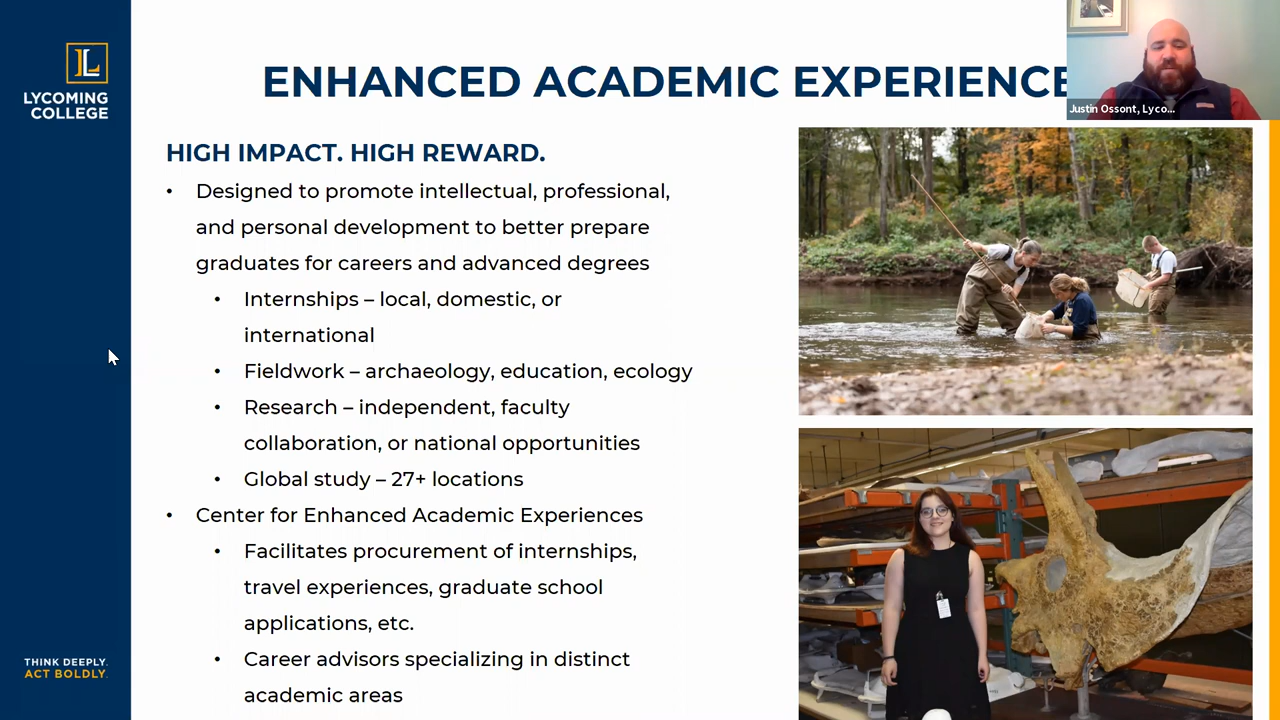 LYCOMING
COLLEGE
ENHANCED ACADEMIC EXPERIENCE
Justin Ossont, Lyco...
HIGH IMPACT. HIGH REWARD.
• Designed to promote intellectual, professional,
and personal development to better prepare
graduates for careers and advanced degrees
• Internships – local, domestic, or
international
• Fieldwork – archaeology, education, ecology
• Research – independent, faculty
collaboration, or national opportunities
• Global study – 27+ locations
• Center for Enhanced Academic Experiences
• Facilitates procurement of internships,
travel experiences, graduate school
applications, etc.
• Career advisors specializing in distinct
academic areas
THINK DEEPLY.
ACT BOLDLY.